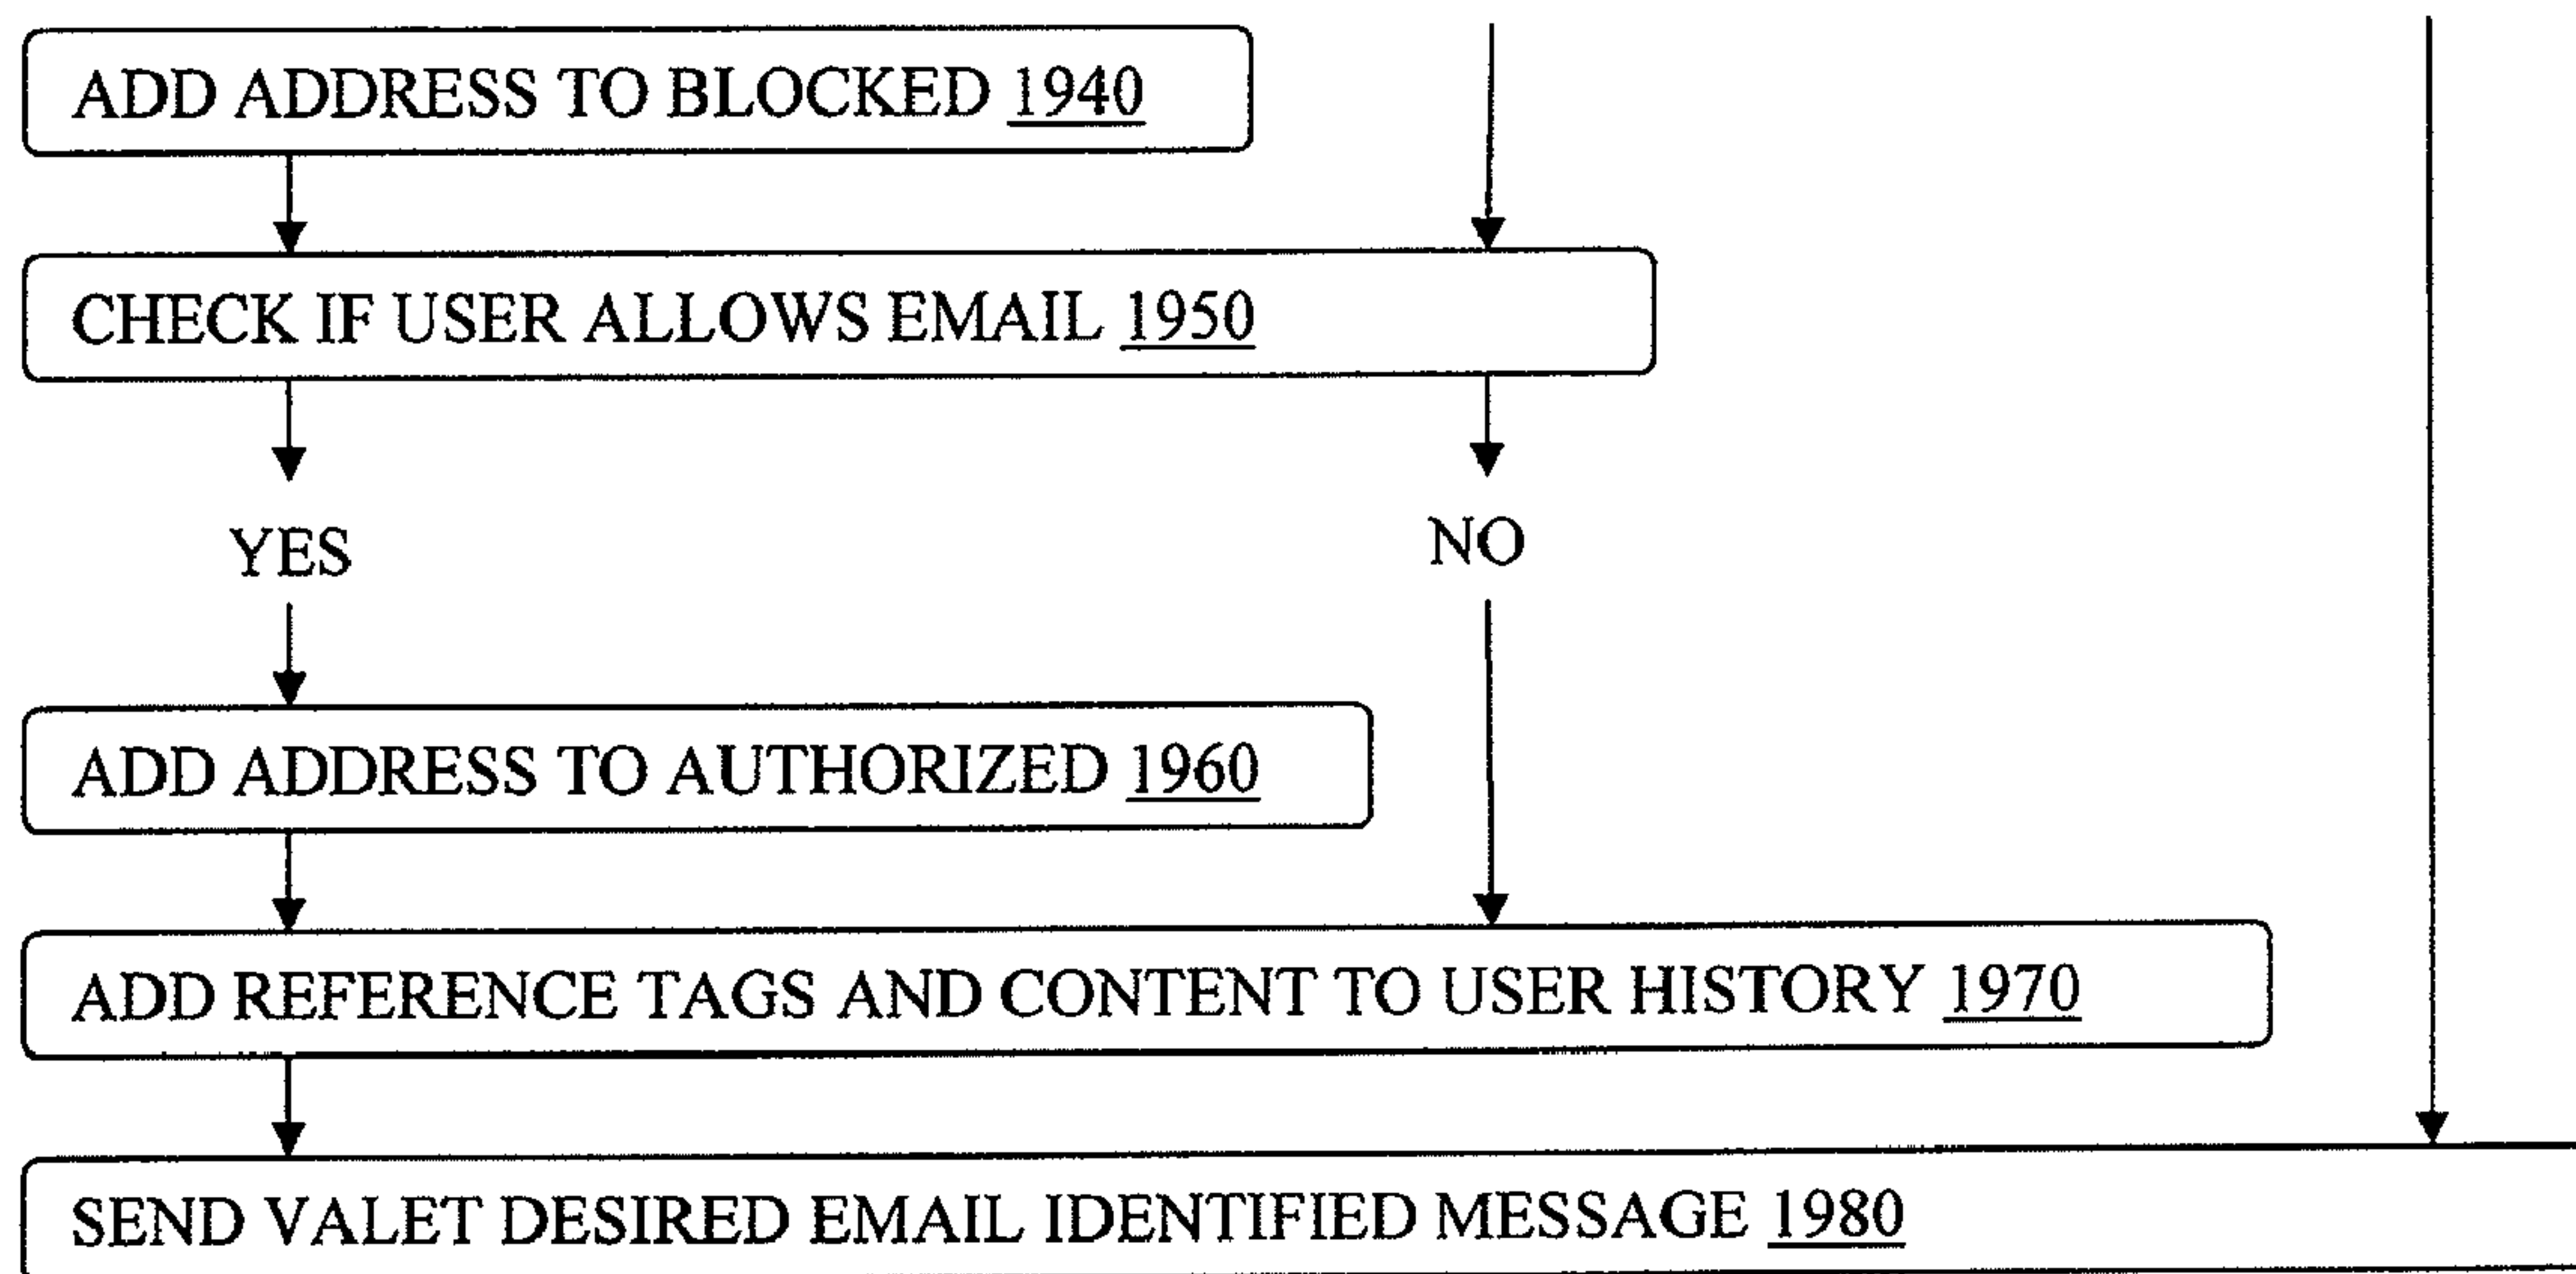 ADD ADDRESS TO BLOCKED 1940
CHECK IF USER ALLOWS EMAIL 1950
YES
NO
ADD ADDRESS TO AUTHORIZED 1960
ADD REFERENCE TAGS AND CONTENT TO USER HISTORY 1970
SEND VALET DESIRED EMAIL IDENTIFIED MESSAGE 1980